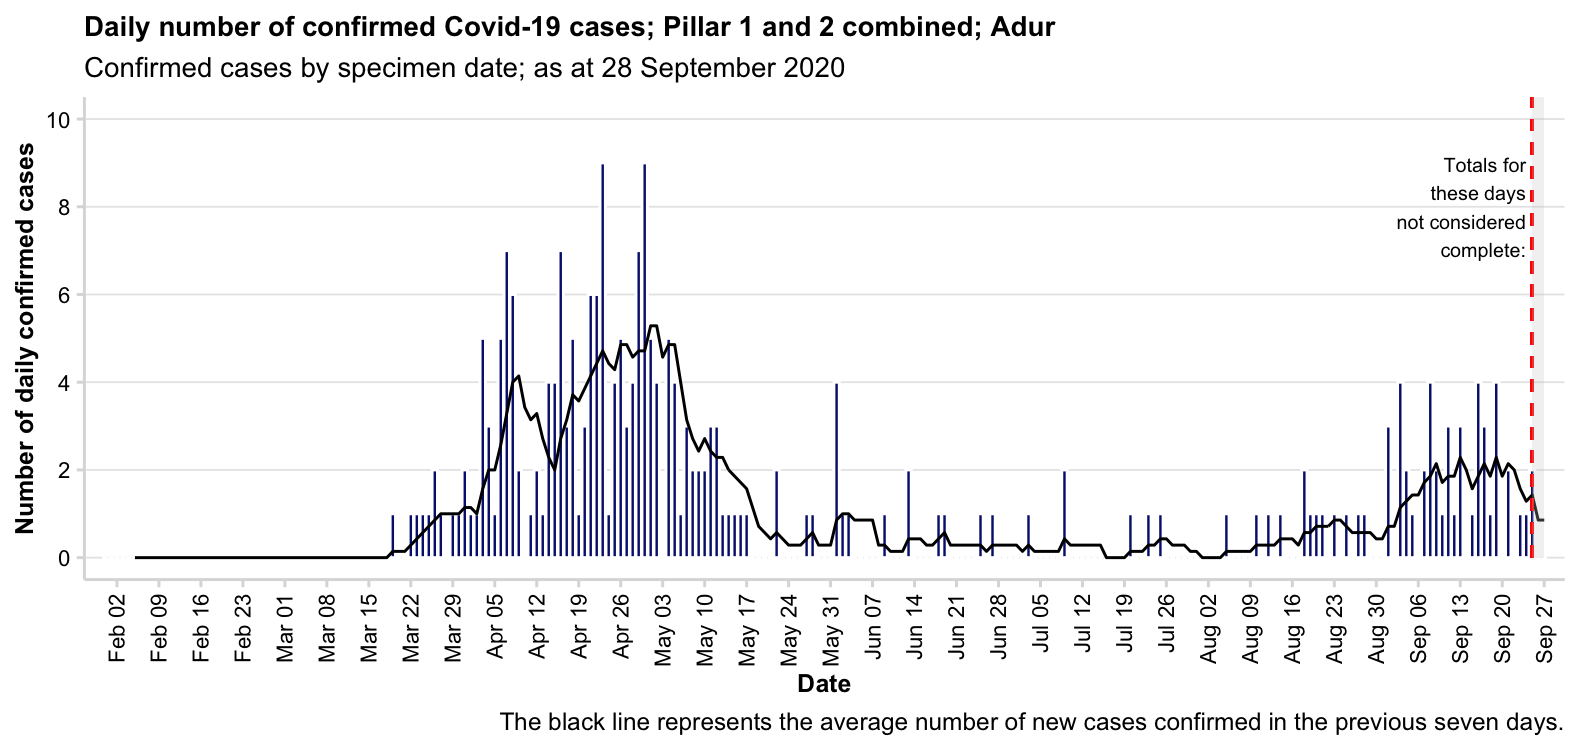 Daily number of confirmed Covid-19 cases; Pillar 1 and 2 combined; Adur
Confirmed cases by specimen date; as at 28 September 2020
Number of daily confirmed cases
10
8
6
4
2
0
Totals for
these days
not considered
complete:
Feb 02
Feb 09
Feb 16
Feb 23
Mar 01
Mar 08
Mar 15
Mar 22
Mar 29
Apr 05
Apr 12
Apr 19
Apr 26
May 03
May 10
May 17
May 24
May 31
Jun 07
Jun 14
Jun 21
Jun 28
Jul 05
Jul 12
Jul 19
Jul 26
Aug 02
Aug 09
Aug 16
Aug 23
Aug 30
Sep 06
Sep 13
Sep 20
Sep 27
Date
The black line represents the average number of new cases confirmed in the previous seven days.